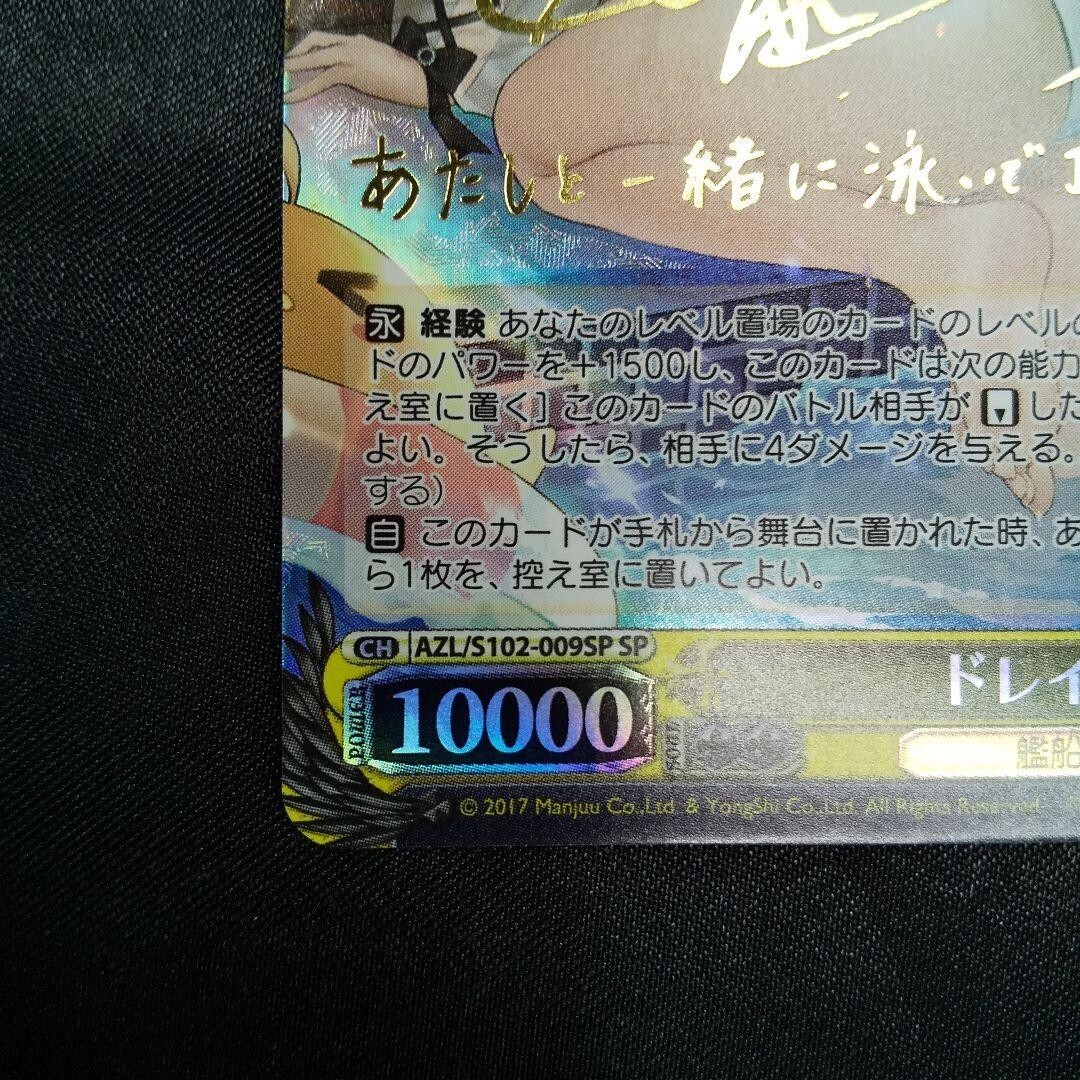 あたしと一緒に泳いで
永 経験 あなたのレベル置場のカードのレベルの
ドのパワーを+1500し、このカードは次の能力
え室に置く] このカードのバトル相手が した
よい。そうしたら、相手に4ダメージを与える。
する)
自 このカードが手札から舞台に置かれた時、あ
ら1枚を、控え室に置いてよい。
CH AZL/S102-009SP SP
ドレイ
POWER 10000
SOUL
艦船
© 2017 Manjuu Co.,Ltd. & YongShi Co.,Ltd. All Rights Reserved.